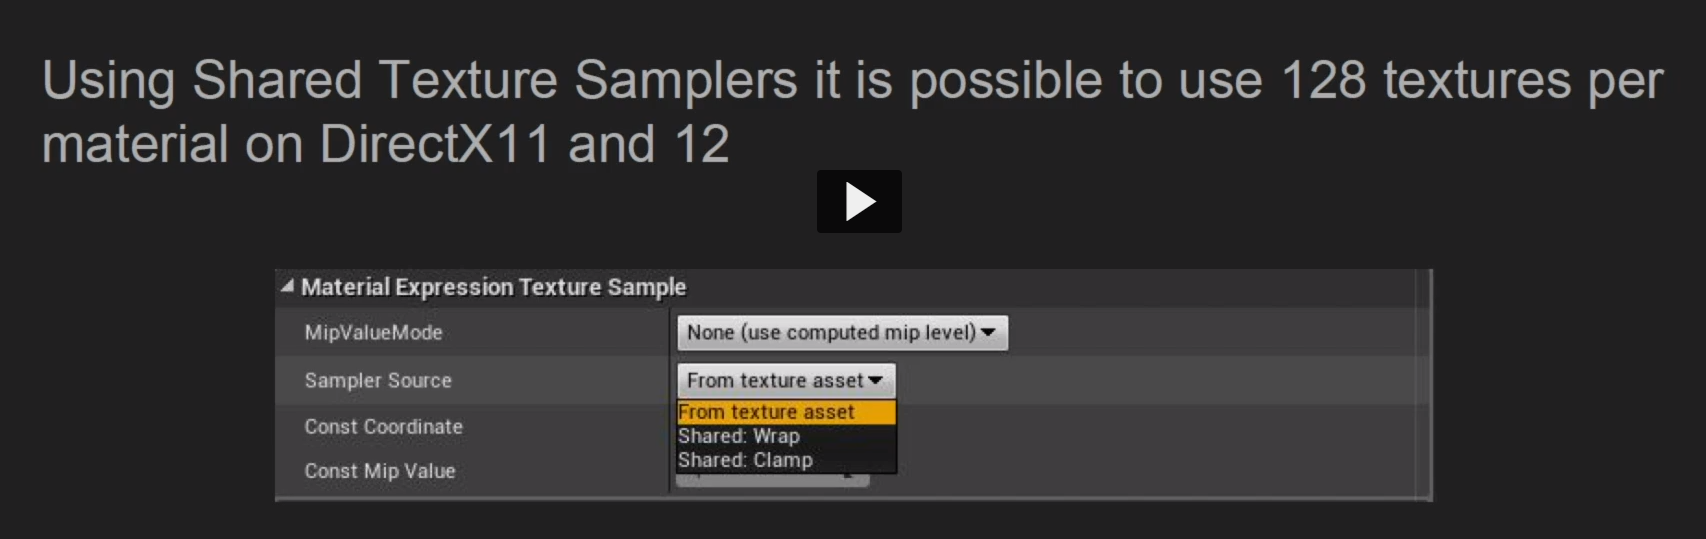 Using Shared Texture Samplers it is possible to use 128 textures per
material on DirectX11 and 12
Material Expression Texture Sample
MipValueMode
None (use computed mip level)
Sampler Source
From texture asset
From texture asset
Shared: Wrap
Shared: Clamp
Const Coordinate
Const Mip Value